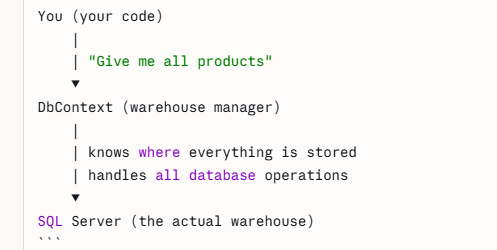 You (your code)
|
| "Give me all products"
▼
DbContext (warehouse manager)
|
| knows where everything is stored
| handles all database operations
▼
SQL Server (the actual warehouse)
```